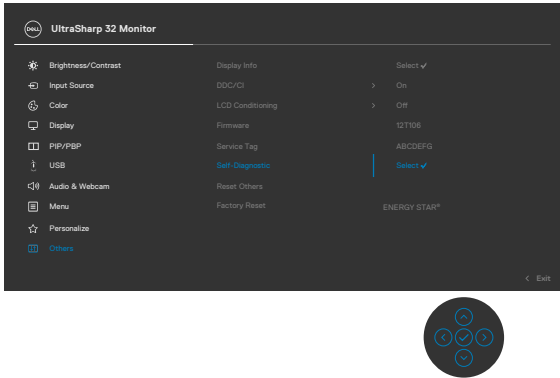 DELL UltraSharp 32 Monitor
Brightness/Contrast Display Info Select
Input Source DDC/CI > On
Color LCD Conditioning > Off
Display Firmware 12T106
PIP/PBP Service Tag ABCDEFG
USB Self-Diagnostic Select
Audio & Webcam Reset Others
Menu Factory Reset ENERGY STAR®
Personalize
Others
< Exit